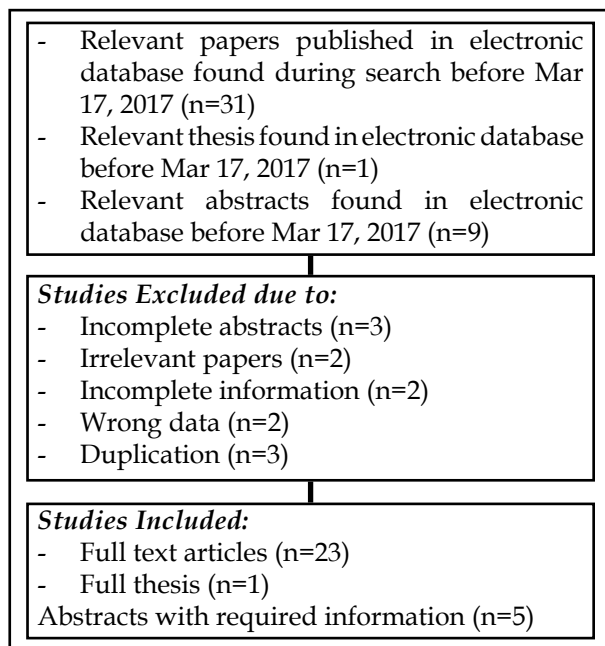 - Relevant papers published in electronic
database found during search before Mar
17, 2017 (n=31)
- Relevant thesis found in electronic database
before Mar 17, 2017 (n=1)
- Relevant abstracts found in electronic
database before Mar 17, 2017 (n=9)
Studies Excluded due to:
- Incomplete abstracts (n=3)
- Irrelevant papers (n=2)
- Incomplete information (n=2)
- Wrong data (n=2)
- Duplication (n=3)
Studies Included:
- Full text articles (n=23)
- Full thesis (n=1)
Abstracts with required information (n=5)